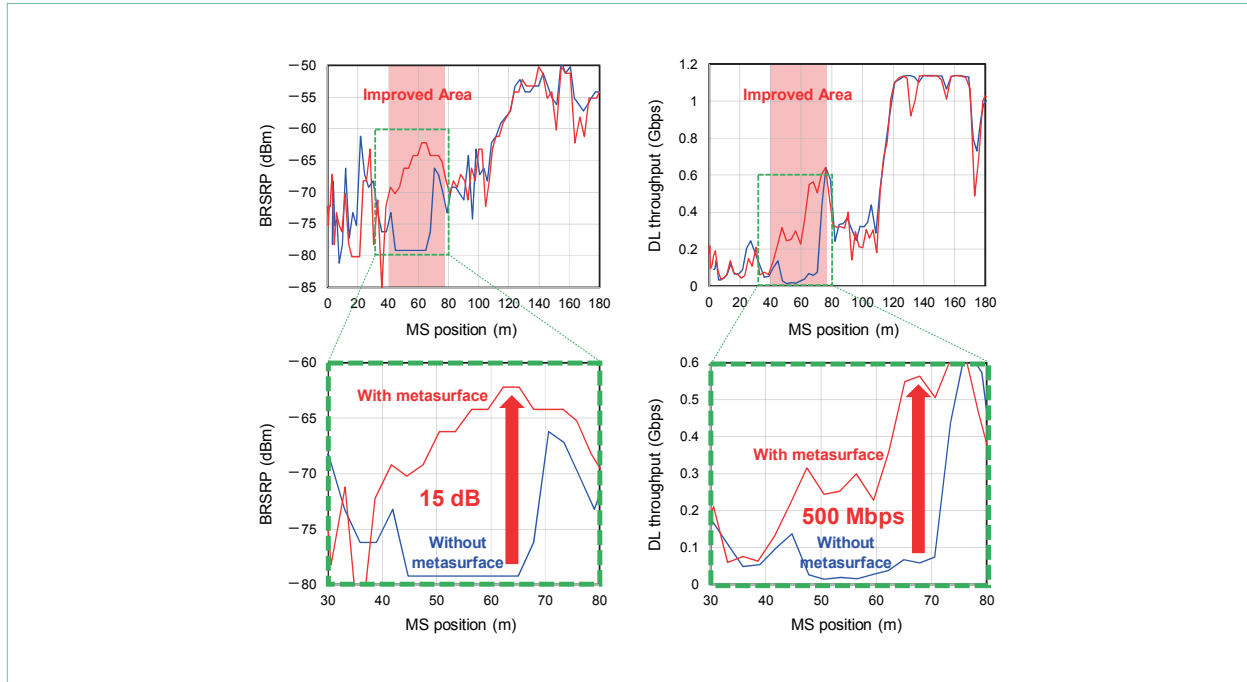 −50
−55
−60
−65
−70
−75
−80
−85
BRSRP (dBm)
Improved Area
0 20 40 60 80 100 120 140 160 180
MS position (m)
1.2
1
0.8
0.6
0.4
0.2
0
DL throughput (Gbps)
Improved Area
0 20 40 60 80 100 120 140 160 180
MS position (m)
−60
−65
−70
−75
−80
BRSRP (dBm)
With metasurface
15 dB
Without
metasurface
30 40 50 60 70 80
MS position (m)
0.6
0.5
0.4
0.3
0.2
0.1
0
DL throughput (Gbps)
With metasurface
500 Mbps
Without
metasurface
30 40 50 60 70 80
MS position (m)